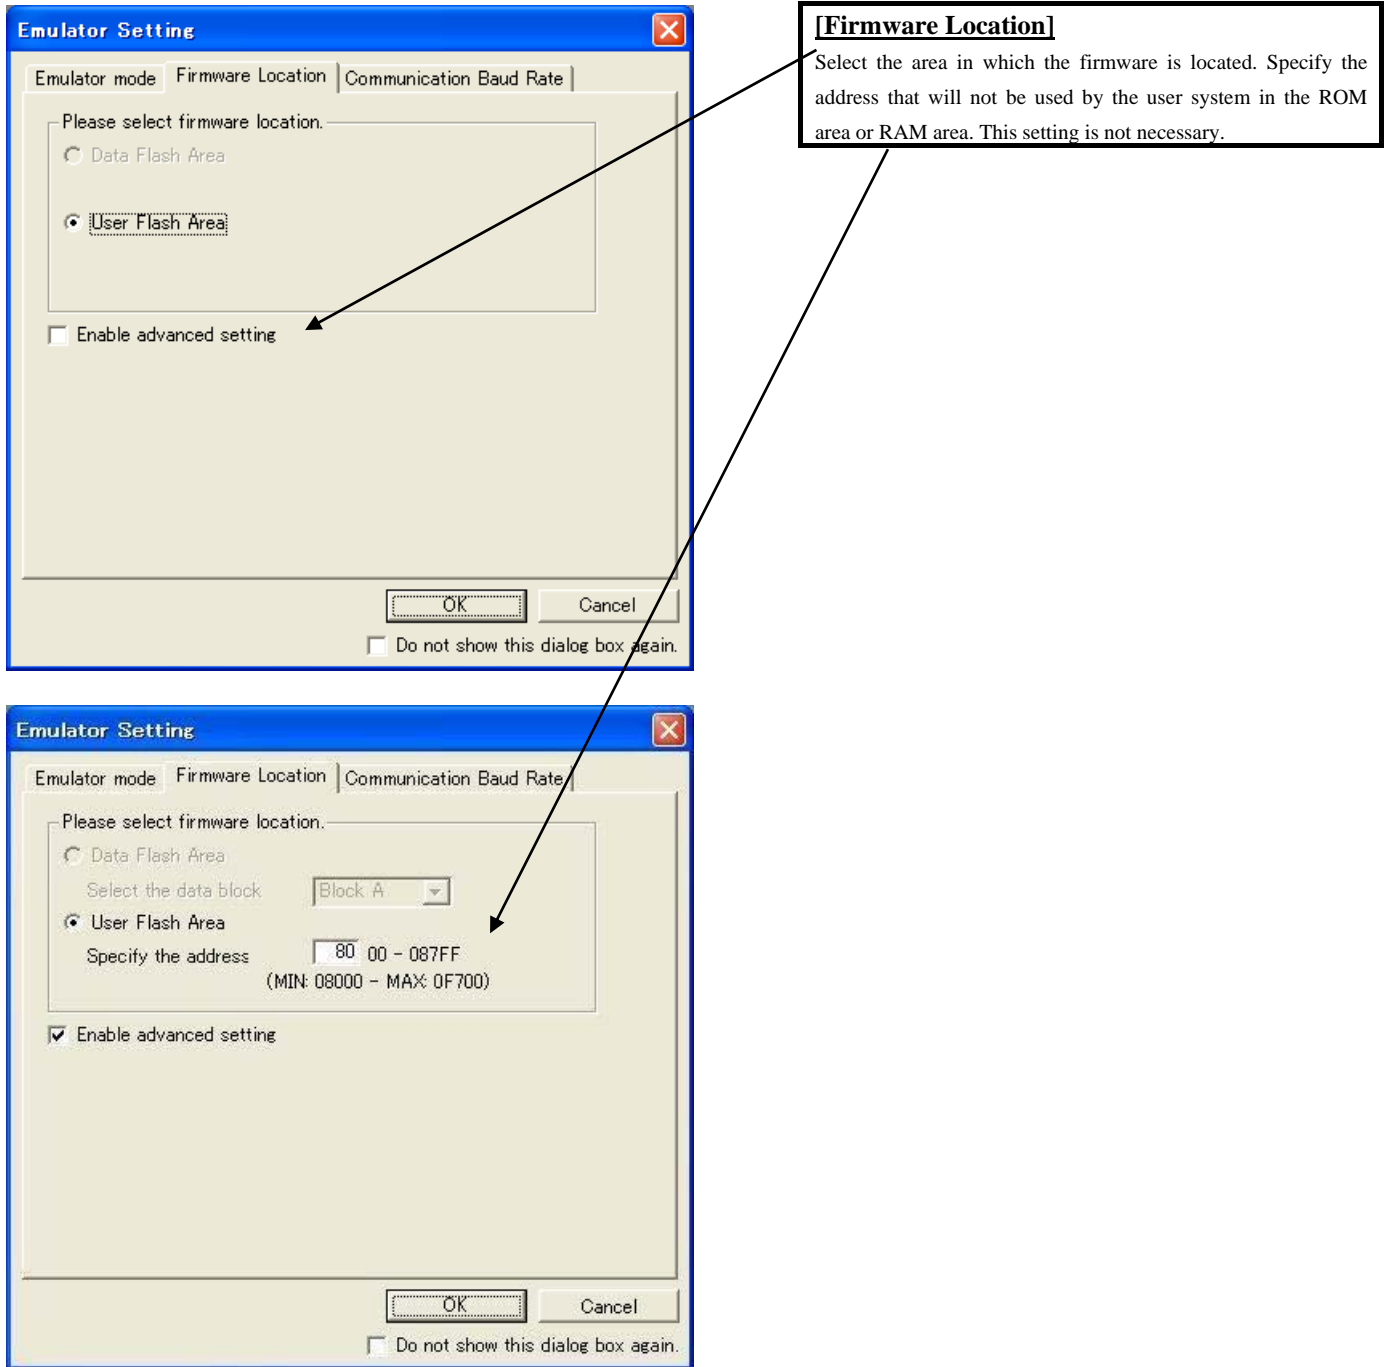 Emulator Setting
Emulator mode Firmware Location Communication Baud Rate
Please select firmware location.
Data Flash Area
User Flash Area
Enable advanced setting
OK Cancel
Do not show this dialog box again.
[Firmware Location]
Select the area in which the firmware is located. Specify the
address that will not be used by the user system in the ROM
area or RAM area. This setting is not necessary.
Emulator Setting
Emulator mode Firmware Location Communication Baud Rate
Please select firmware location.
Data Flash Area
Select the data block Block A
User Flash Area
Specify the address 80 00 - 087FF
(MIN: 08000 - MAX: 0F700)
Enable advanced setting
OK Cancel
Do not show this dialog box again.